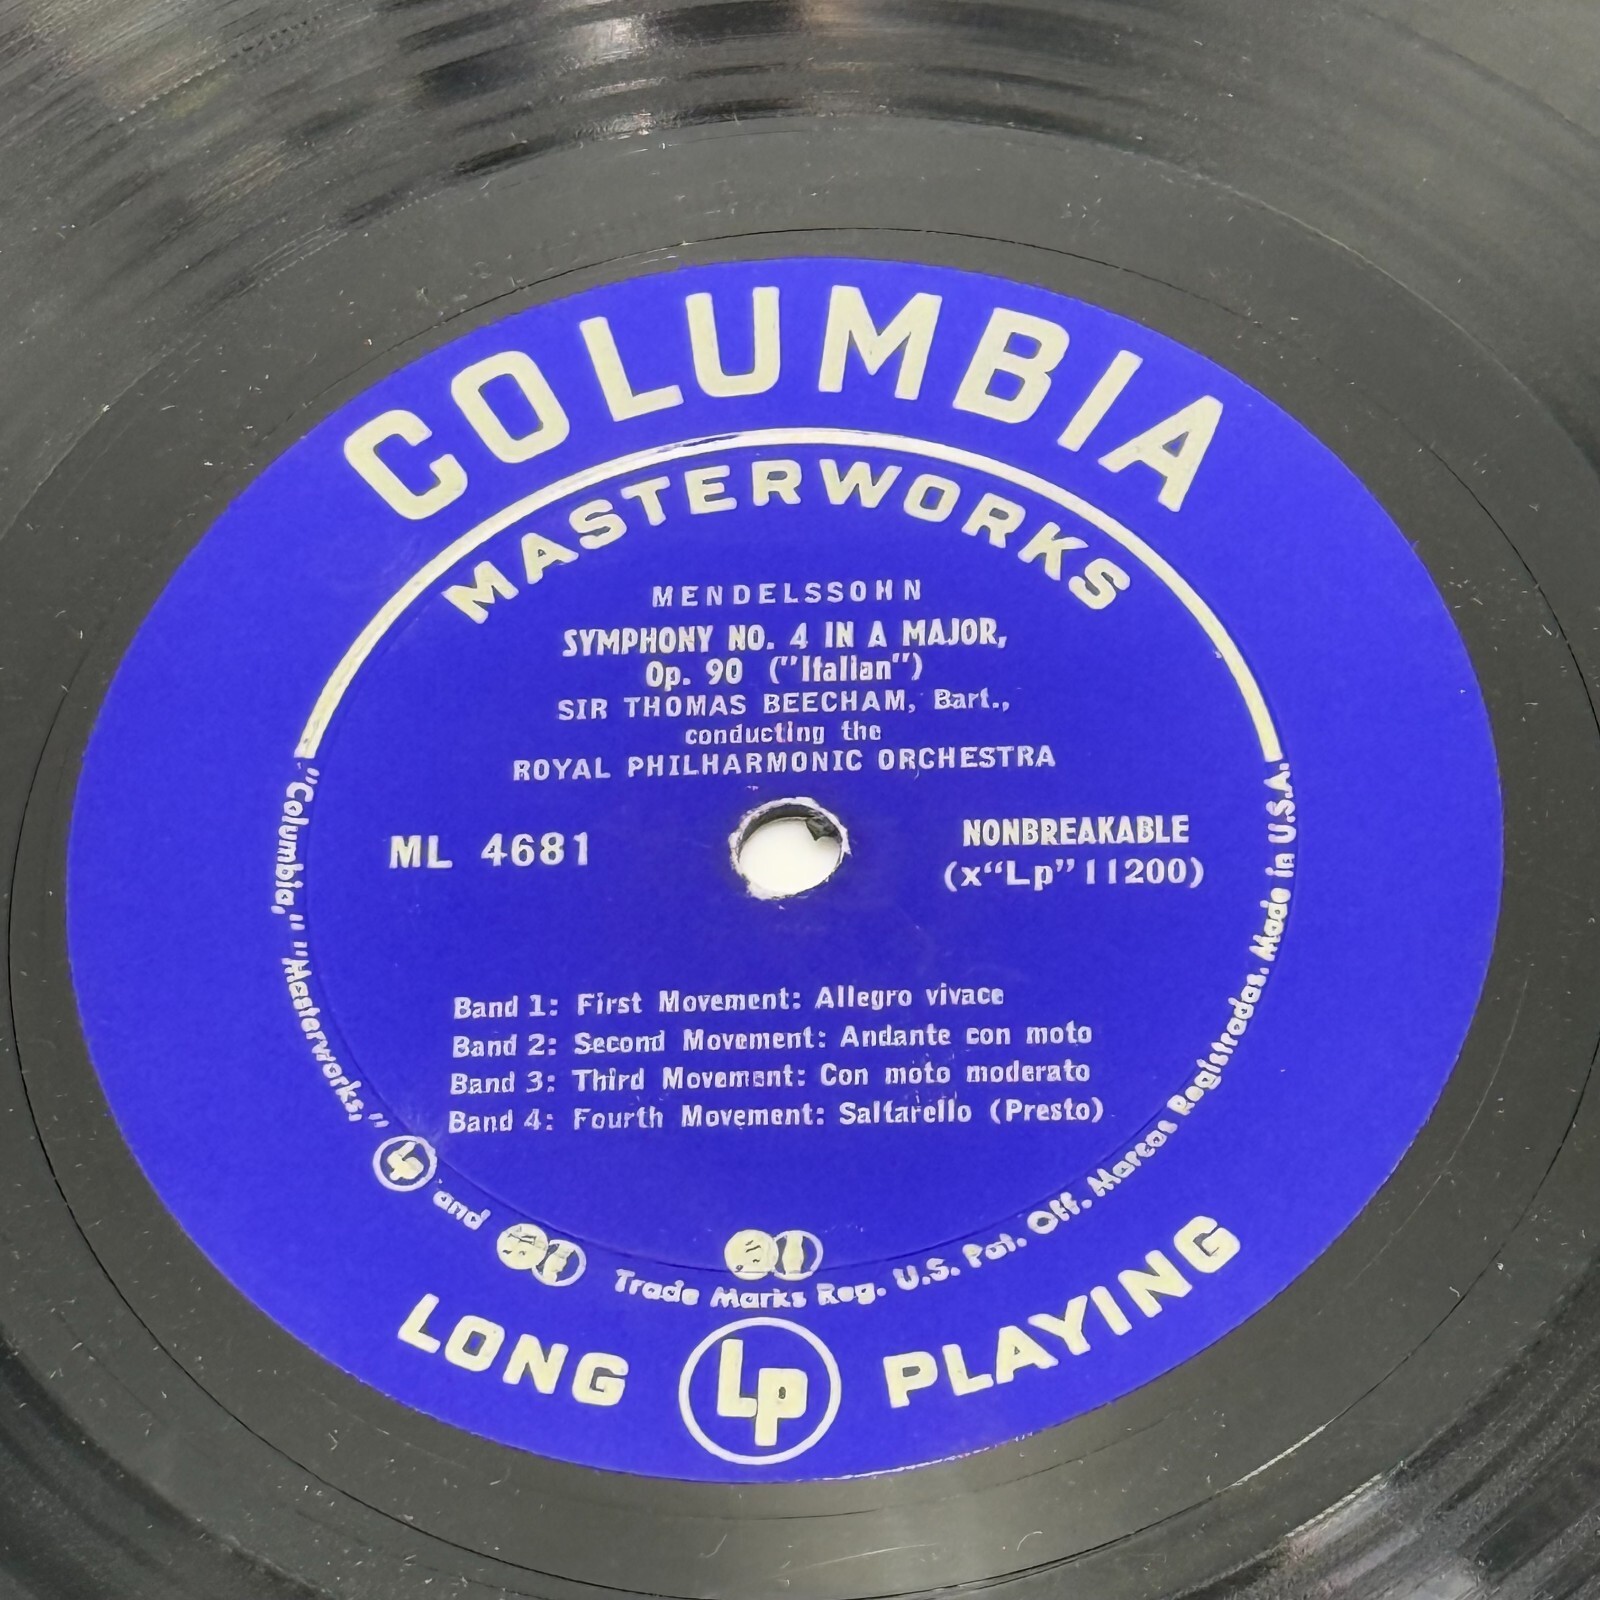 COLUMBIA
MASTERWORKS
MENDELSSOHN
SYMPHONY NO. 4 IN A MAJOR,
Op. 90 ("Italian")
SIR THOMAS BEECHAM, Bart.,
conducting the
ROYAL PHILHARMONIC ORCHESTRA
ML 4681
NONBREAKABLE
(x“Lp” 11200)
Band 1: First Movement: Allegro vivace
Band 2: Second Movement: Andante con moto
Band 3: Third Movement: Con moto moderato
Band 4: Fourth Movement: Saltarello (Presto)
"Columbia," "Masterworks," Lp and Trade Marks Reg. U.S. Pat. Off. Marcas Registradas. Made in U.S.A.
LONG Lp PLAYING